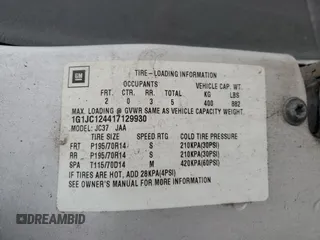 GM
TIRE-LOADING INFORMATION
OCCUPANTS VEHICLE CAP. WT.
FRT. CTR. RR. TOTAL KG LBS
2 0 3 5 400 882
MAX. LOADING @ GVWR SAME AS VEHICLE CAPACITY WEIGHT.
1G1JC124417129930
MODEL: JC37 JAA
TIRE SIZE SPEED RTG COLD TIRE PRESSURE
FRT P195/70R14 S 210KPA(30PSI)
RR P195/70R14 S 210KPA(30PSI)
SPA T115/70D14 M 420KPA(60PSI)
IF TIRES ARE HOT, ADD 28KPA(4PSI)
SEE OWNER'S MANUAL FOR ADDITIONAL INFORMATION
DREAMBID